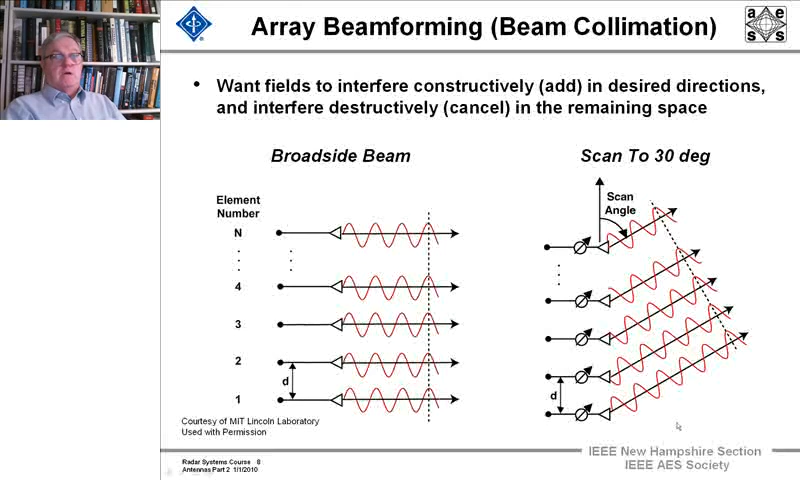 Array Beamforming (Beam Collimation)
a e
s s
• Want fields to interfere constructively (add) in desired directions,
and interfere destructively (cancel) in the remaining space
Broadside Beam
Scan To 30 deg
Element
Number
N
4
3
2
1
d
Scan
Angle
d
Courtesy of MIT Lincoln Laboratory
Used with Permission
IEEE New Hampshire Section
IEEE AES Society
Radar Systems Course 8
Antennas Part 2 1/1/2010